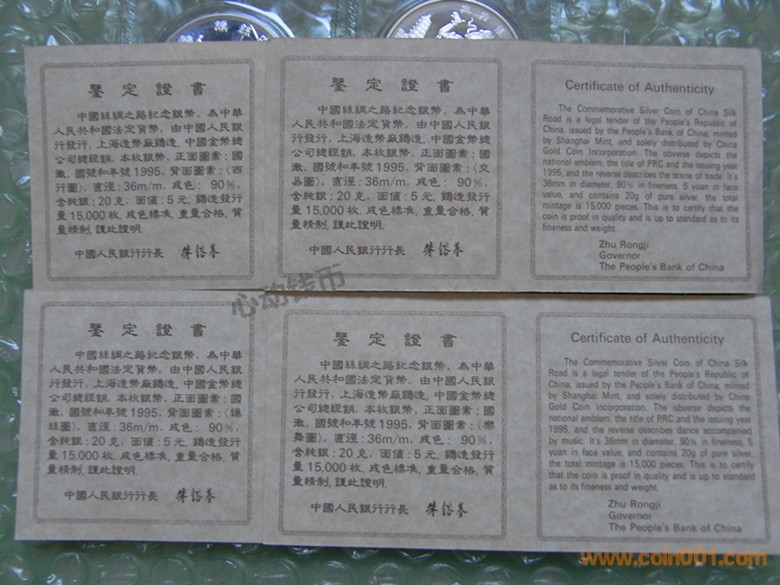 鑒定證書
中國絲綢之路紀念銀幣，為中華
人民共和國法定貨幣，由中國人民銀
行發行，上海造幣廠鑄造，中國金幣總
公司總經銷。本枚銀幣，正面圖案：國
徽、國號和年號1995，背面圖案：〈西
行圖〉。直徑：36m/m，成色：90％，
含純銀：20克，面值：5元，鑄造發行
量15,000枚，成色標準，重量合格，質
量精制，謹此證明。
中國人民銀行行長 朱鎔基
鑒定證書
中國絲綢之路紀念銀幣，為中華
人民共和國法定貨幣，由中國人民銀
行發行，上海造幣廠鑄造，中國金幣總
公司總經銷。本枚銀幣，正面圖案：國
徽、國號和年號1995，背面圖案：〈交
易圖〉。直徑：36m/m，成色：90％，
含純銀：20克，面值：5元，鑄造發行
量15,000枚，成色標準，重量合格，質
量精制，謹此證明。
中國人民銀行行長 朱鎔基
Certificate of Authenticity
The Commemorative Silver Coin of China Silk
Road is a legal tender of the People's Republic of
China, issued by the People's Bank of China, minted
by Shanghai Mint, and solely distributed by China
Gold Coin Incorporation. The obverse depicts the
national emblem, the title of PRC and the issuing year
1995, and the reverse describes the scene of trade. It's
36mm in diameter, 90% in fineness, 5 yuan in face
value, and contains 20g of pure silver, the total
mintage is 15,000 pieces. This is to certify that the
coin is proof in quality and is up to standard as to its
fineness and weight.
Zhu Rongji
Governor
The People's Bank of China
心动钱币
鑒定證書
中國絲綢之路紀念銀幣，為中華
人民共和國法定貨幣，由中國人民銀
行發行，上海造幣廠鑄造，中國金幣總
公司總經銷。本枚銀幣，正面圖案：國
徽、國號和年號1995，背面圖案：〈繅
絲圖〉。直徑：36m/m，成色：90％，
含純銀：20克，面值：5元，鑄造發行
量15,000枚，成色標準，重量合格，質
量精制，謹此證明。
中國人民銀行行長 朱鎔基
鑒定證書
中國絲綢之路紀念銀幣，為中華
人民共和國法定貨幣，由中國人民銀
行發行，上海造幣廠鑄造，中國金幣總
公司總經銷。本枚銀幣，正面圖案：國
徽、國號和年號1995，背面圖案：〈樂
舞圖〉。直徑：36m/m，成色：90％，
含純銀：20克，面值：5元，鑄造發行
量15,000枚，成色標準，重量合格，質
量精制，謹此證明。
中國人民銀行行長 朱鎔基
Certificate of Authenticity
The Commemorative Silver Coin of China Silk
Road is a legal tender of the People's Republic of
China, issued by the People's Bank of China, minted
by Shanghai Mint, and solely distributed by China
Gold Coin Incorporation. The obverse depicts the
national emblem, the title of PRC and the issuing year
1995, and the reverse describes dance accompanied
by music. It's 36mm in diameter, 90% in fineness, 5
yuan in face value, and contains 20g of pure silver,
the total mintage is 15,000 pieces. This is to certify
that the coin is proof in quality and is up to standard
as to its fineness and weight.
Zhu Rongji
Governor
The People's Bank of China
www.coin001.com